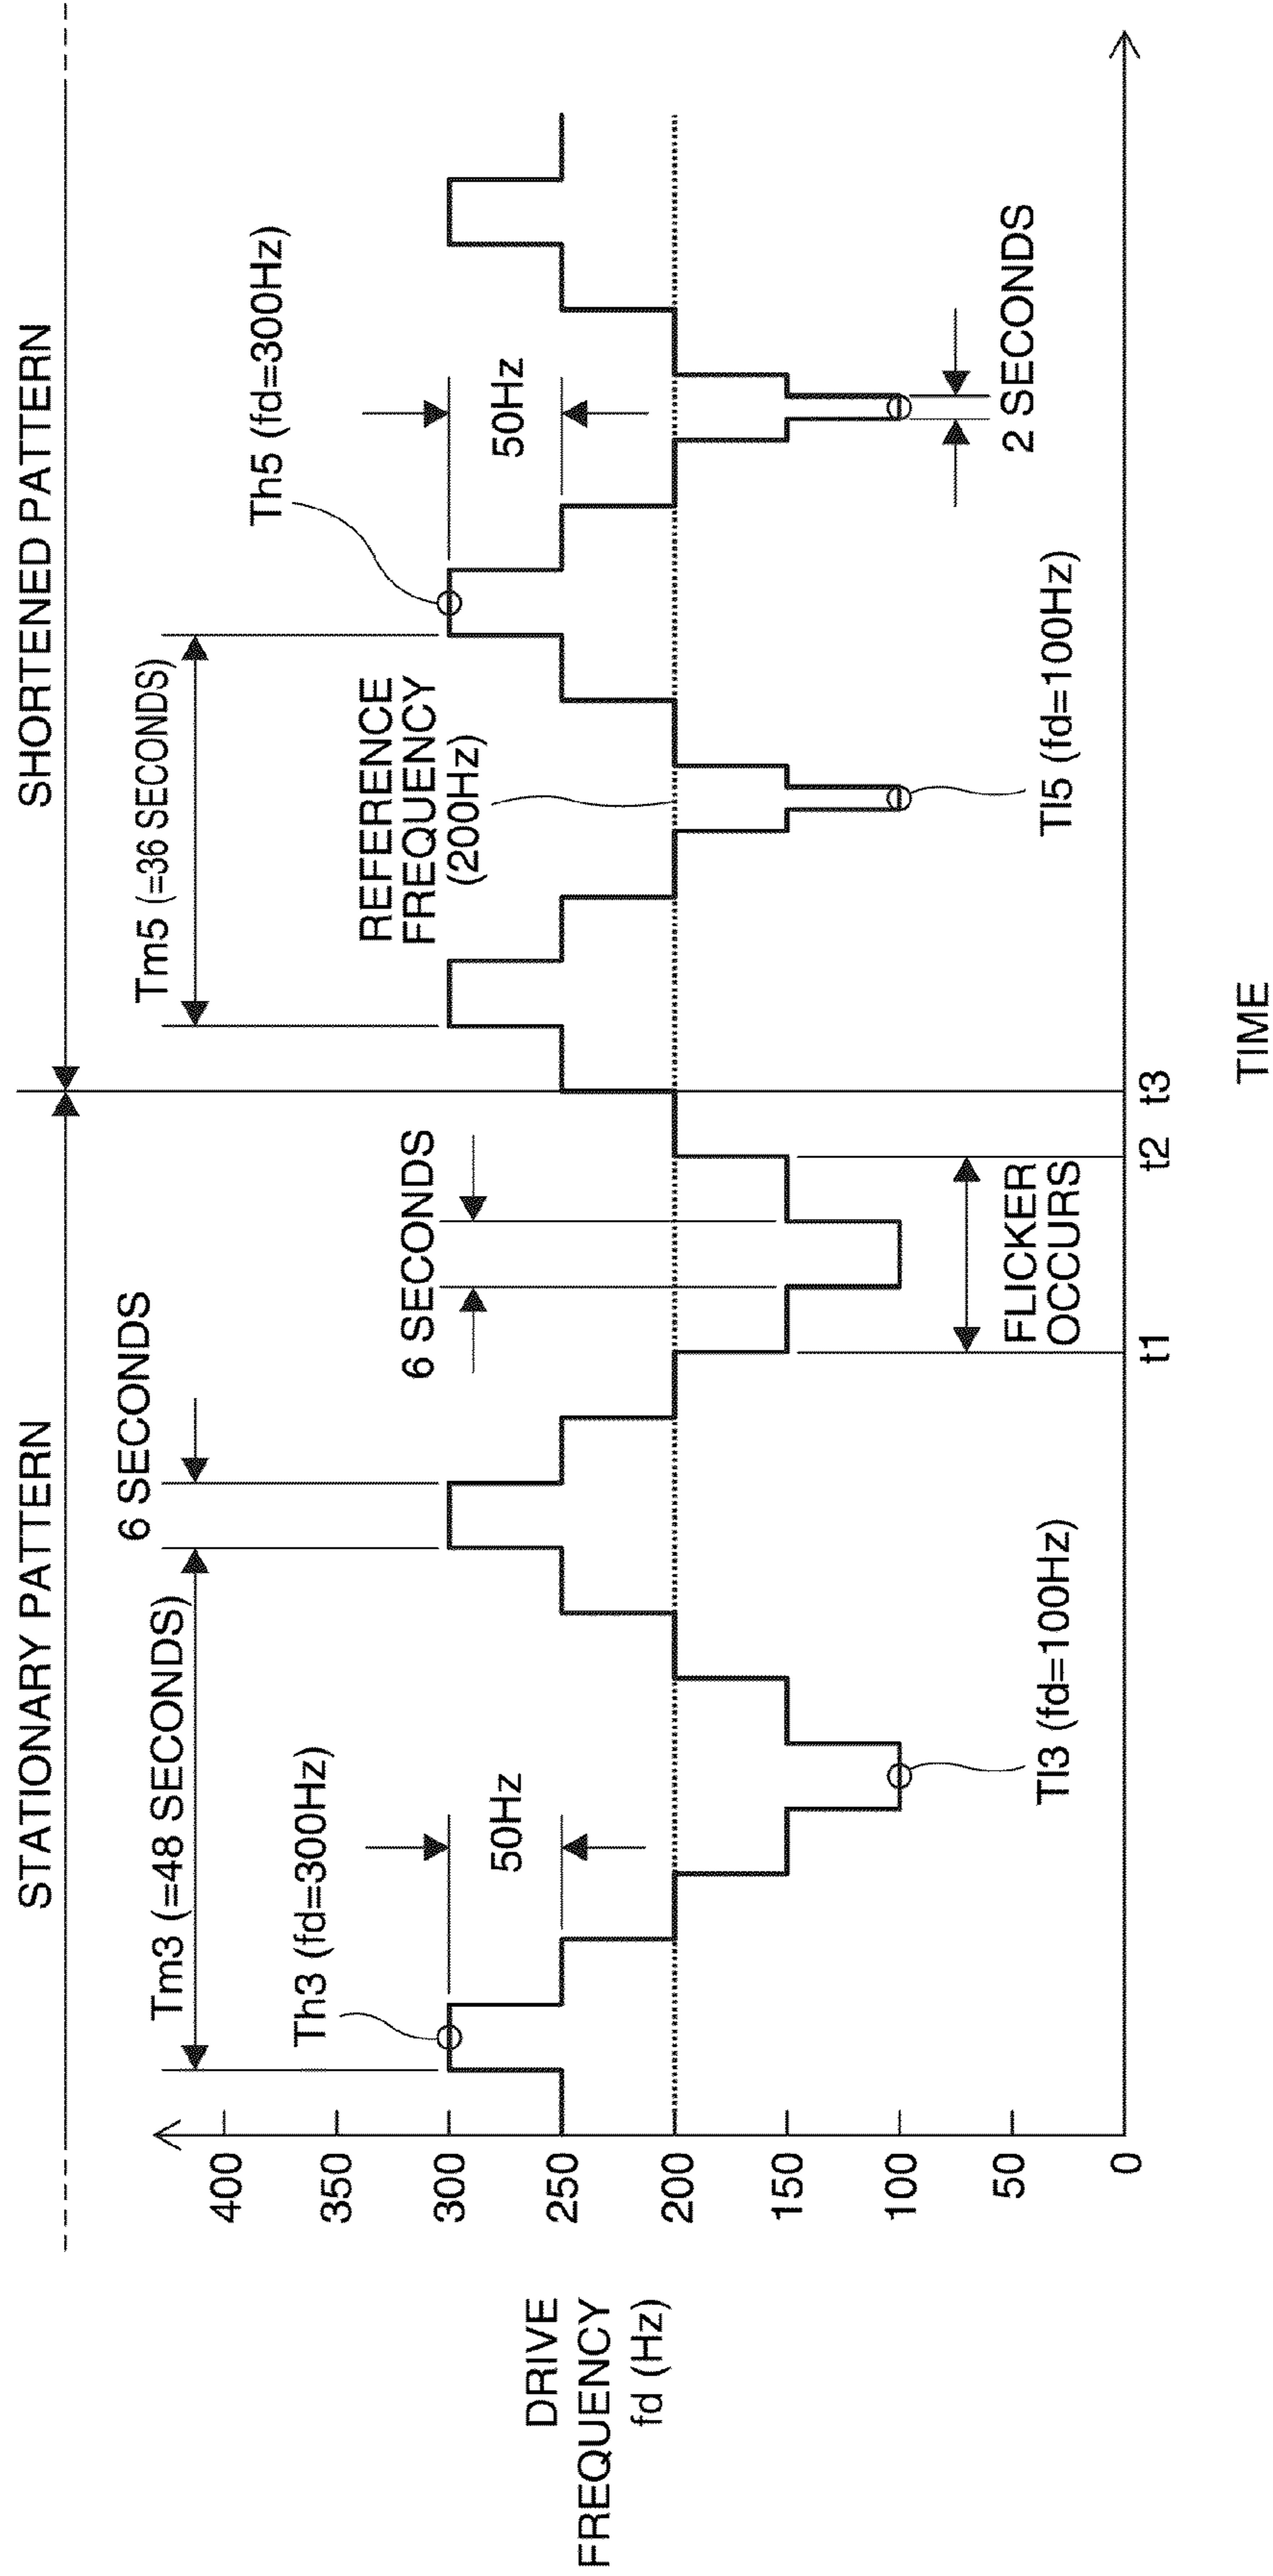 STATIONARY PATTERN
SHORTENED PATTERN
Tm3 (=48 SECONDS)
6 SECONDS
Tm5 (=36 SECONDS)
Th3 (fd=300Hz)
50Hz
6 SECONDS
REFERENCE
FREQUENCY
(200Hz)
Th5 (fd=300Hz)
50Hz
DRIVE
FREQUENCY
fd (Hz)
400
350
300
250
200
150
100
50
0
Tl3 (fd=100Hz)
FLICKER
OCCURS
Tl5 (fd=100Hz)
2 SECONDS
t1
t2
t3
TIME